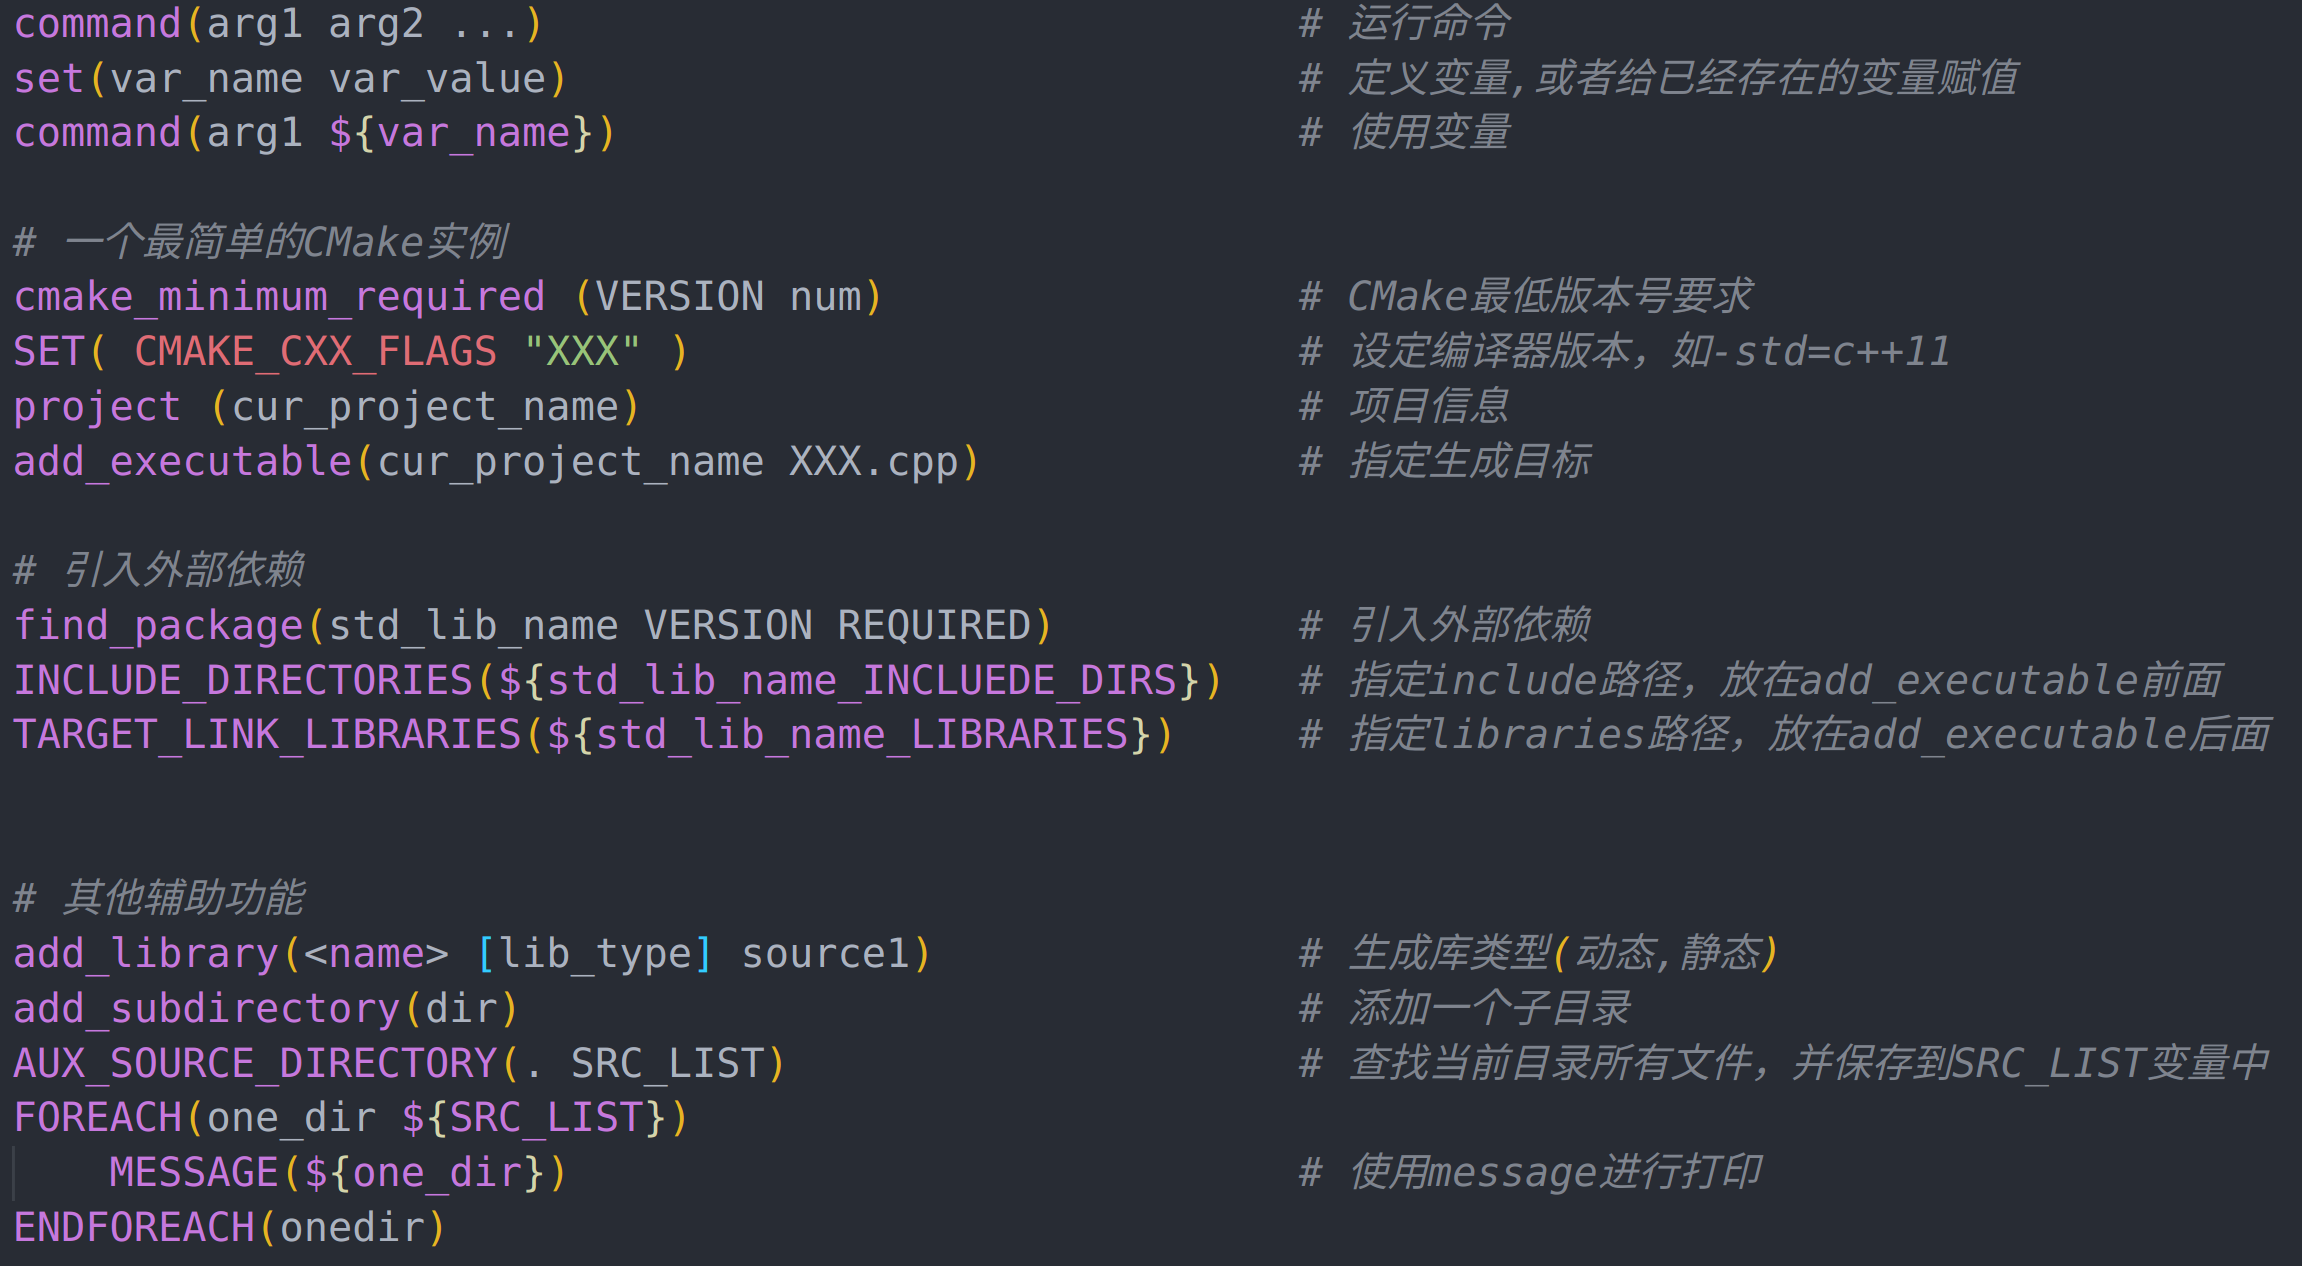 command(arg1 arg2 ...) # 运行命令
set(var_name var_value) # 定义变量,或者给已经存在的变量赋值
command(arg1 ${var_name}) # 使用变量
# 一个最简单的CMake实例
cmake_minimum_required (VERSION num) # CMake最低版本号要求
SET( CMAKE_CXX_FLAGS "XXX" ) # 设定编译器版本，如-std=c++11
project (cur_project_name) # 项目信息
add_executable(cur_project_name XXX.cpp) # 指定生成目标
# 引入外部依赖
find_package(std_lib_name VERSION REQUIRED) # 引入外部依赖
INCLUDE_DIRECTORIES(${std_lib_name_INCLUEDE_DIRS}) # 指定include路径，放在add_executable前面
TARGET_LINK_LIBRARIES(${std_lib_name_LIBRARIES}) # 指定libraries路径，放在add_executable后面
# 其他辅助功能
add_library(<name> [lib_type] source1) # 生成库类型(动态,静态)
add_subdirectory(dir) # 添加一个子目录
AUX_SOURCE_DIRECTORY(. SRC_LIST) # 查找当前目录所有文件，并保存到SRC_LIST变量中
FOREACH(one_dir ${SRC_LIST})
    MESSAGE(${one_dir}) # 使用message进行打印
ENDFOREACH(onedir)